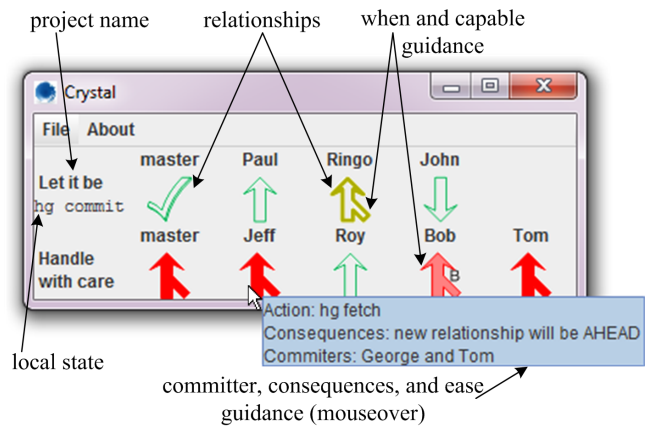 project name
relationships
when and capable
guidance
Crystal
File About
master Paul Ringo John
Let it be
hg commit
master Jeff Roy Bob Tom
Handle
with care
B
Action: hg fetch
Consequences: new relationship will be AHEAD
Commiters: George and Tom
local state
committer, consequences, and ease
guidance (mouseover)